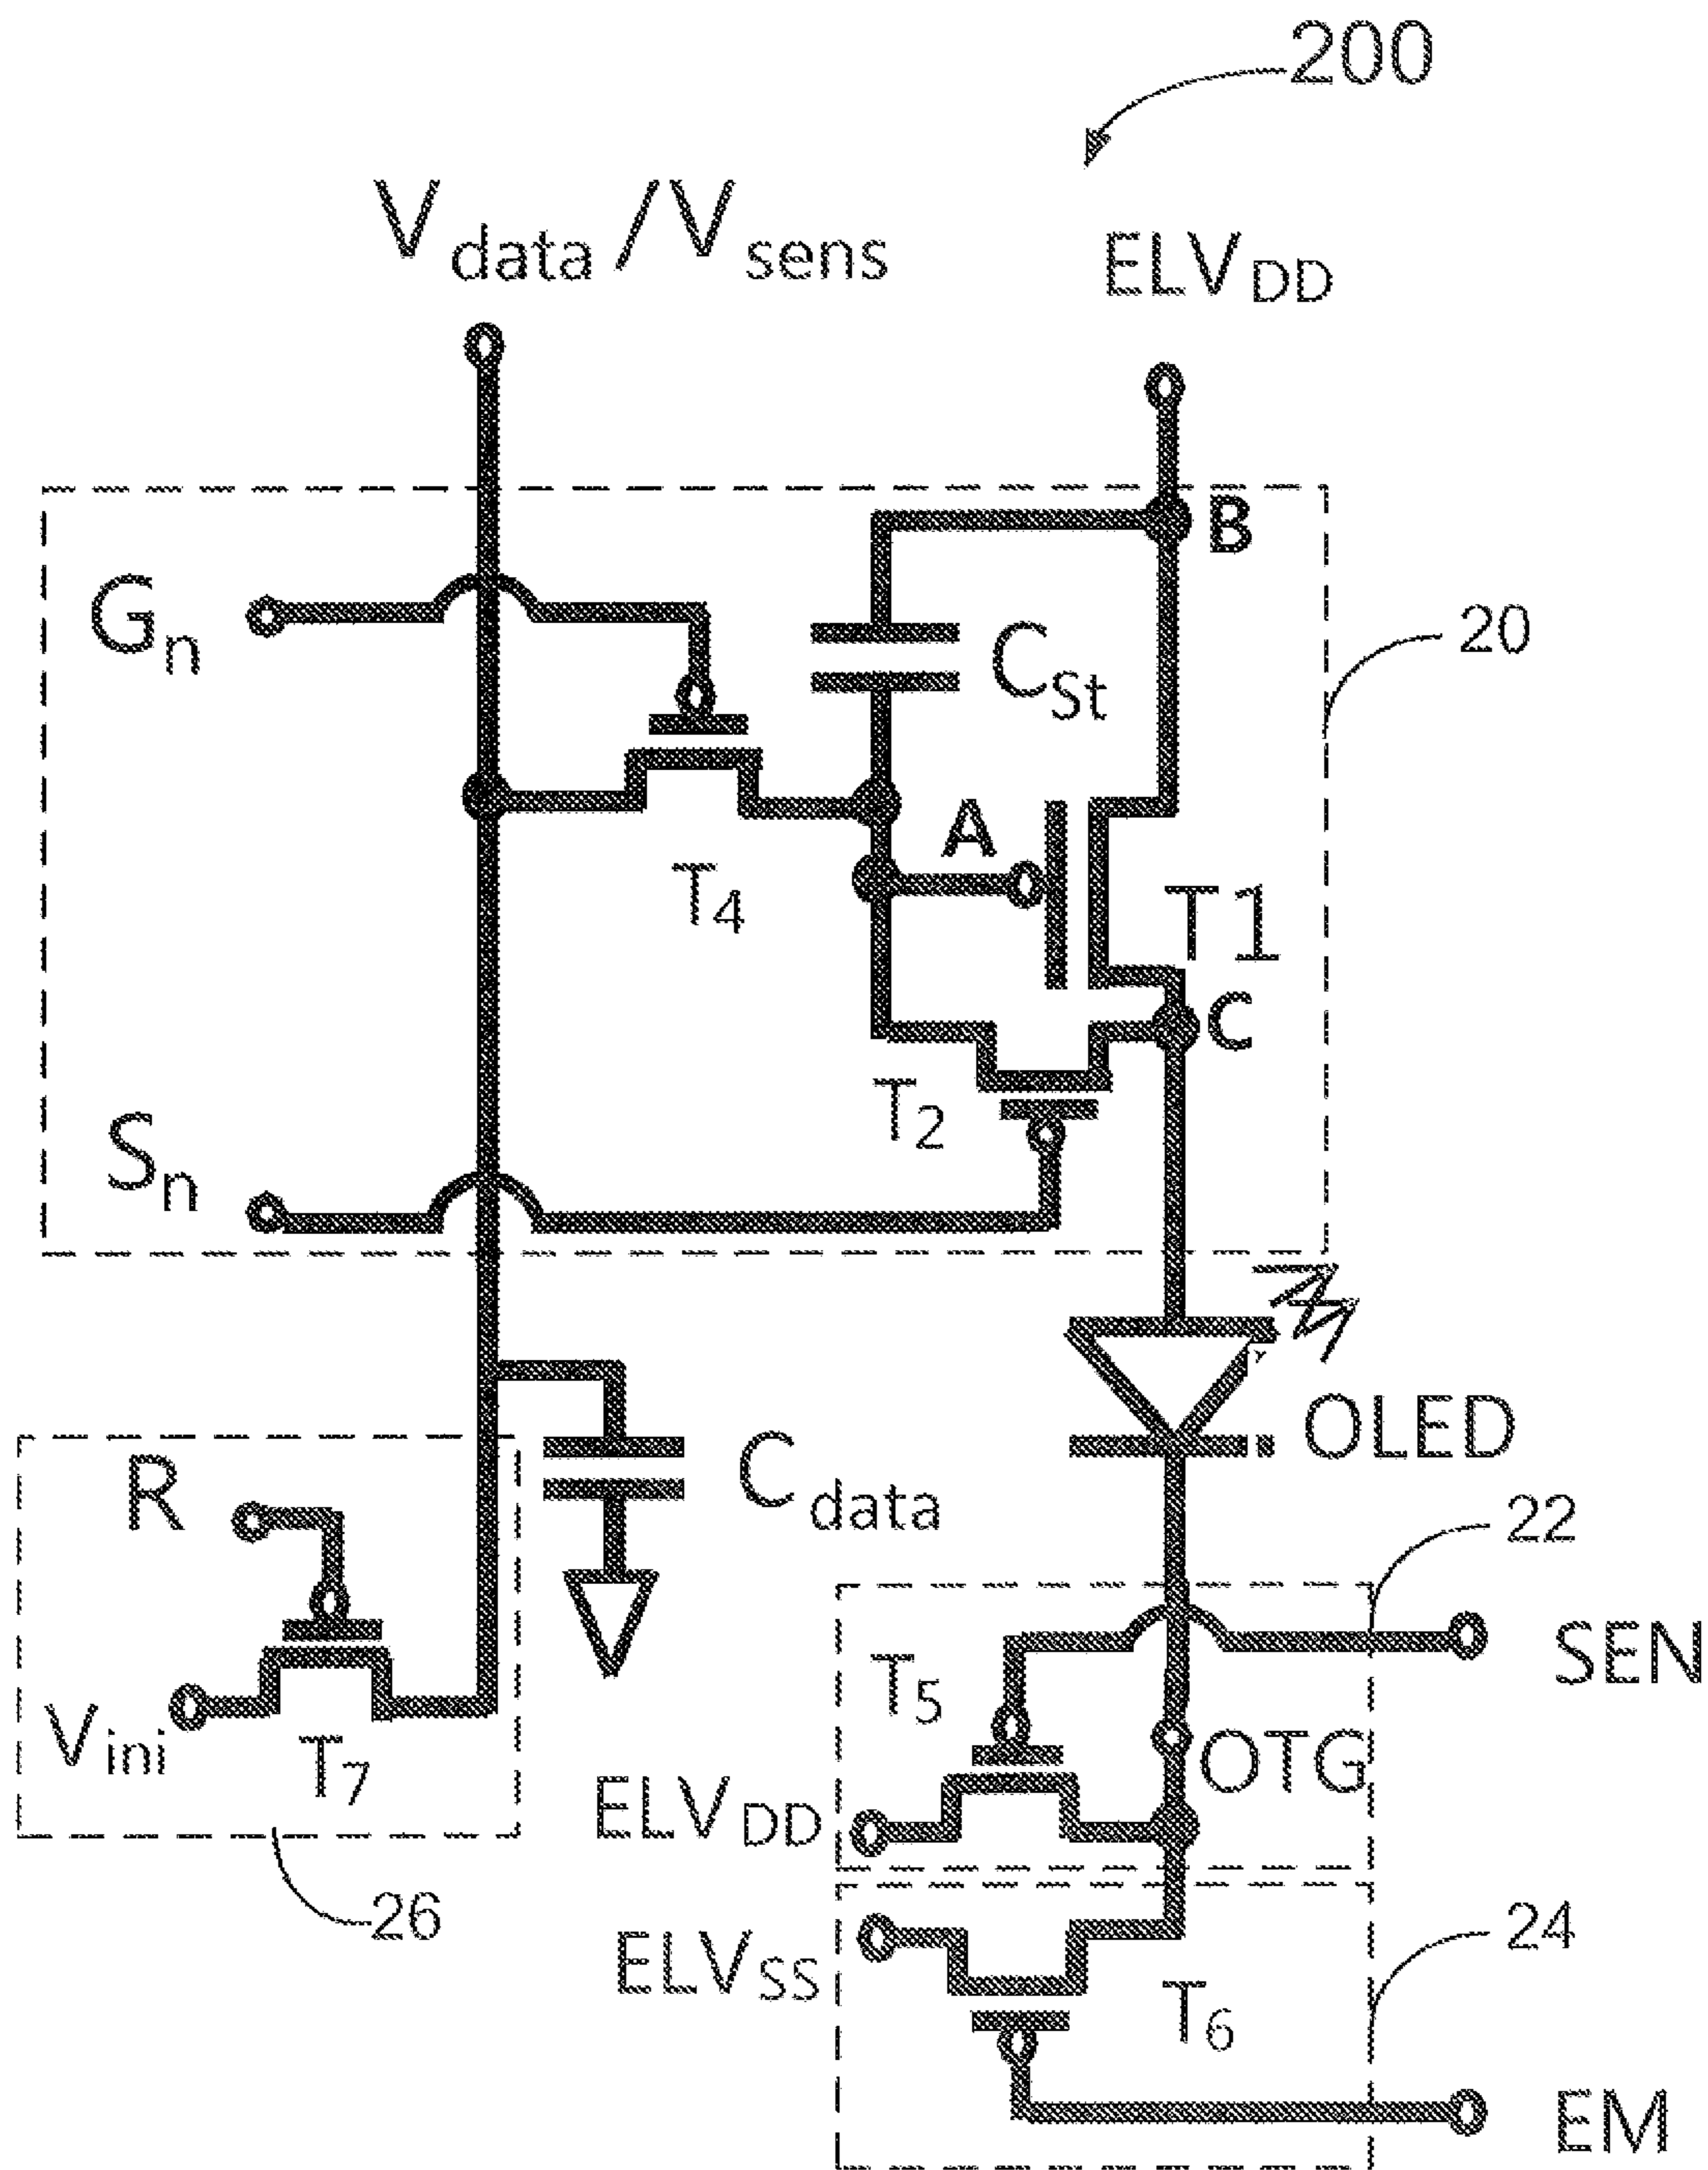 200
Vdata/Vsens
ELVDD
B
Gn
20
CSt
A
T4
T1
C
T2
Sn
OLED
R
Cdata
22
SEN
T5
Vini
T7
OTG
ELVDD
26
ELVSS
24
T6
EM